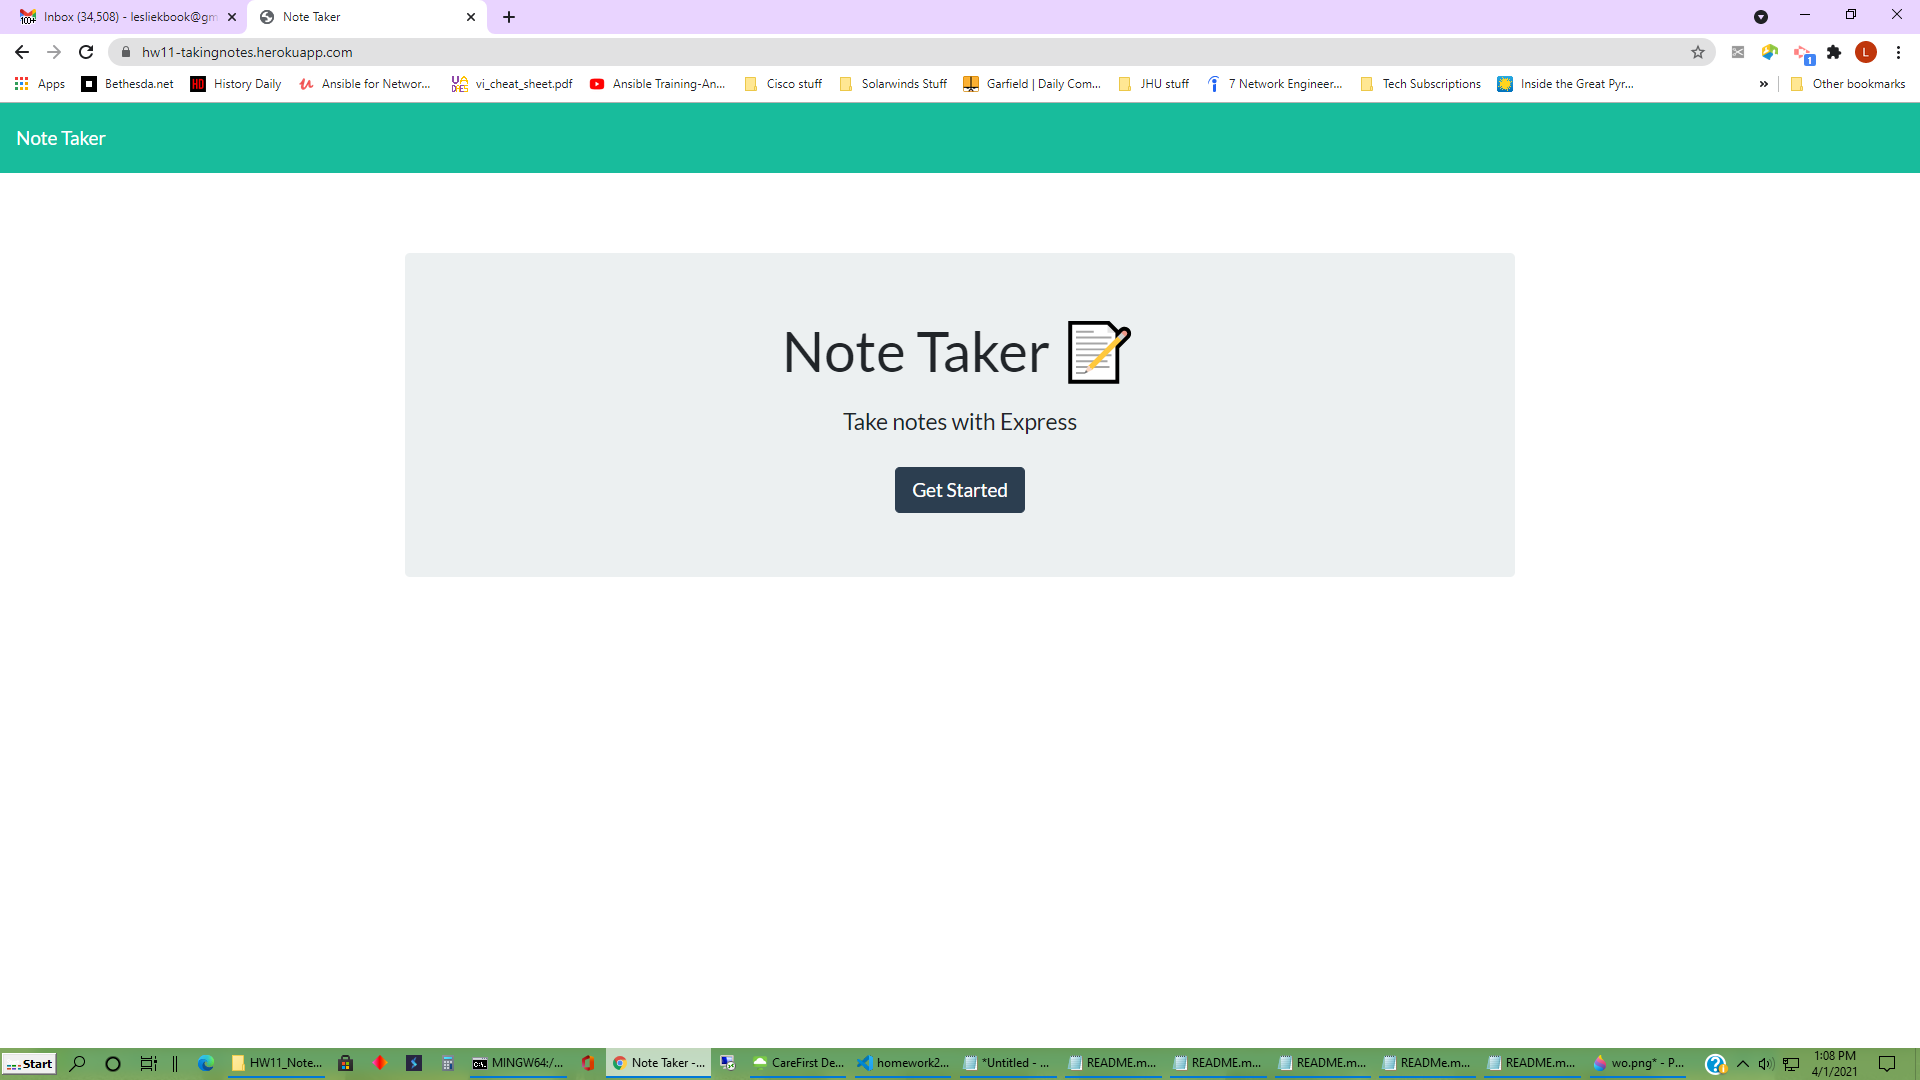 Inbox (34,508) - lesliekbook@gm
Note Taker
hw11-takingnotes.herokuapp.com
L
1
Apps
Bethesda.net
History Daily
Ansible for Networ...
vi_cheat_sheet.pdf
Ansible Training-An...
Cisco stuff
Solarwinds Stuff
Garfield | Daily Com...
JHU stuff
7 Network Engineer...
Tech Subscriptions
Inside the Great Pyr...
Other bookmarks
Note Taker
Note Taker
Take notes with Express
Get Started
Start
HW11_Note...
MINGW64:/...
Note Taker -...
CareFirst De...
homework2...
*Untitled - ...
README.m...
README.m...
README.m...
READMe.m...
README.m...
wo.png* - P...
1:08 PM
4/1/2021